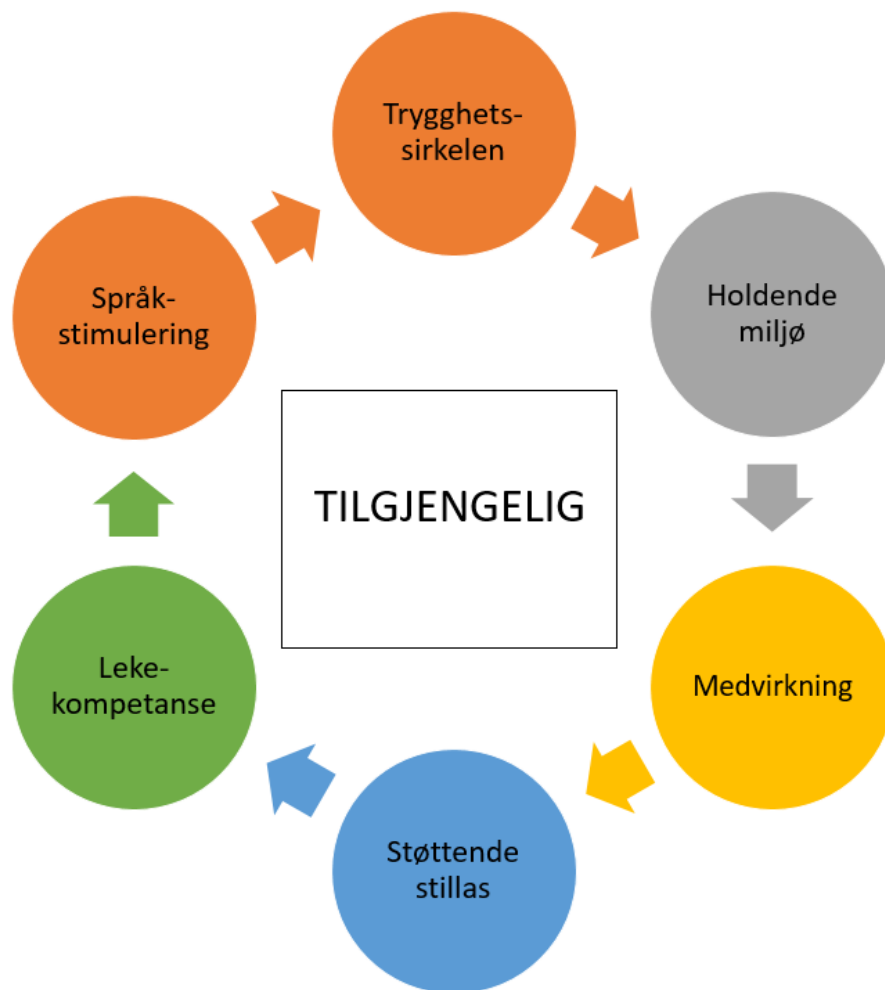 Trygghets-
sirkelen
Holdende
miljø
Medvirkning
Støttende
stillas
Leke-
kompetanse
Språk-
stimulering
TILGJENGELIG